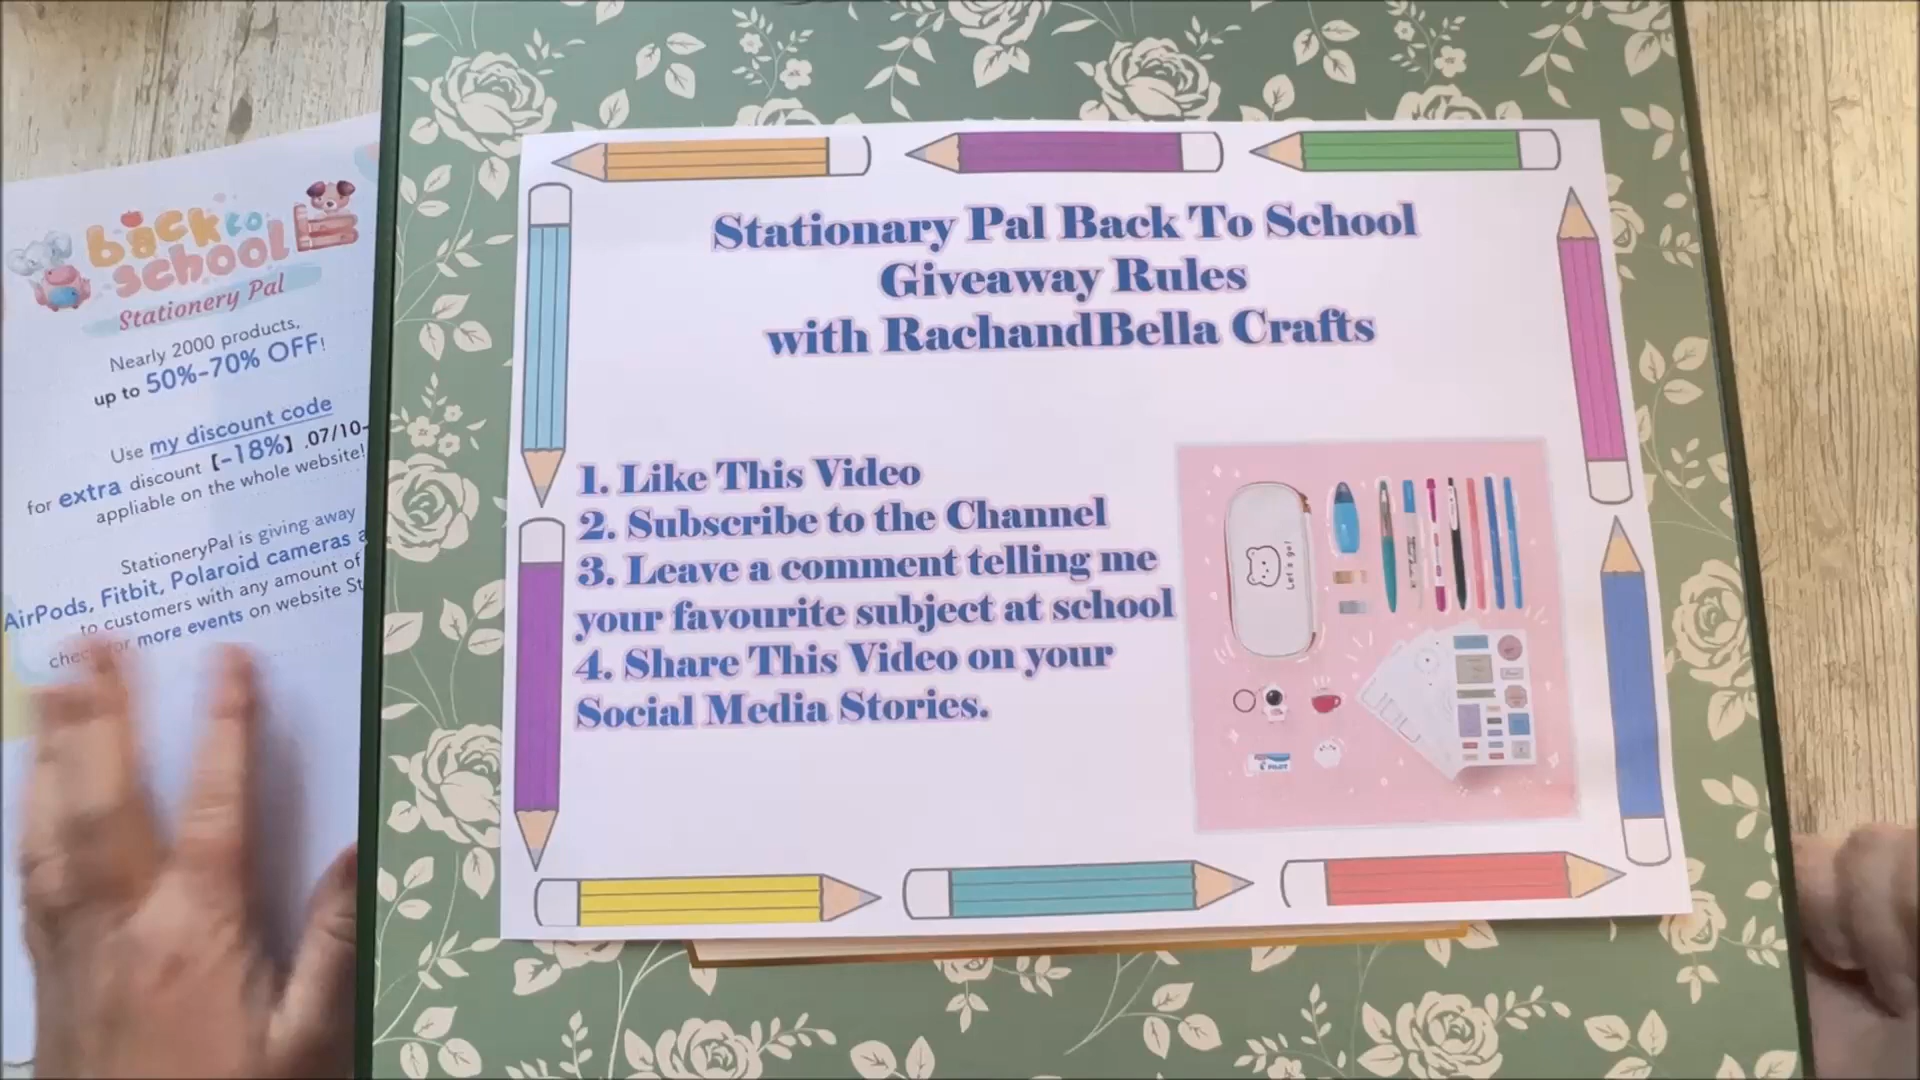 back to
school
Stationery Pal
Nearly 2000 products,
up to 50%-70% OFF!
Use my discount code
for extra discount 【-18%】 .07/10-
appliable on the whole website!
StationeryPal is giving away
AirPods, Fitbit, Polaroid cameras a
to customers with any amount of
for more events on website St
Stationary Pal Back To School
Giveaway Rules
with RachandBella Crafts
1. Like This Video
2. Subscribe to the Channel
3. Leave a comment telling me
your favourite subject at school
4. Share This Video on your
Social Media Stories.
Let's go!
PILOT